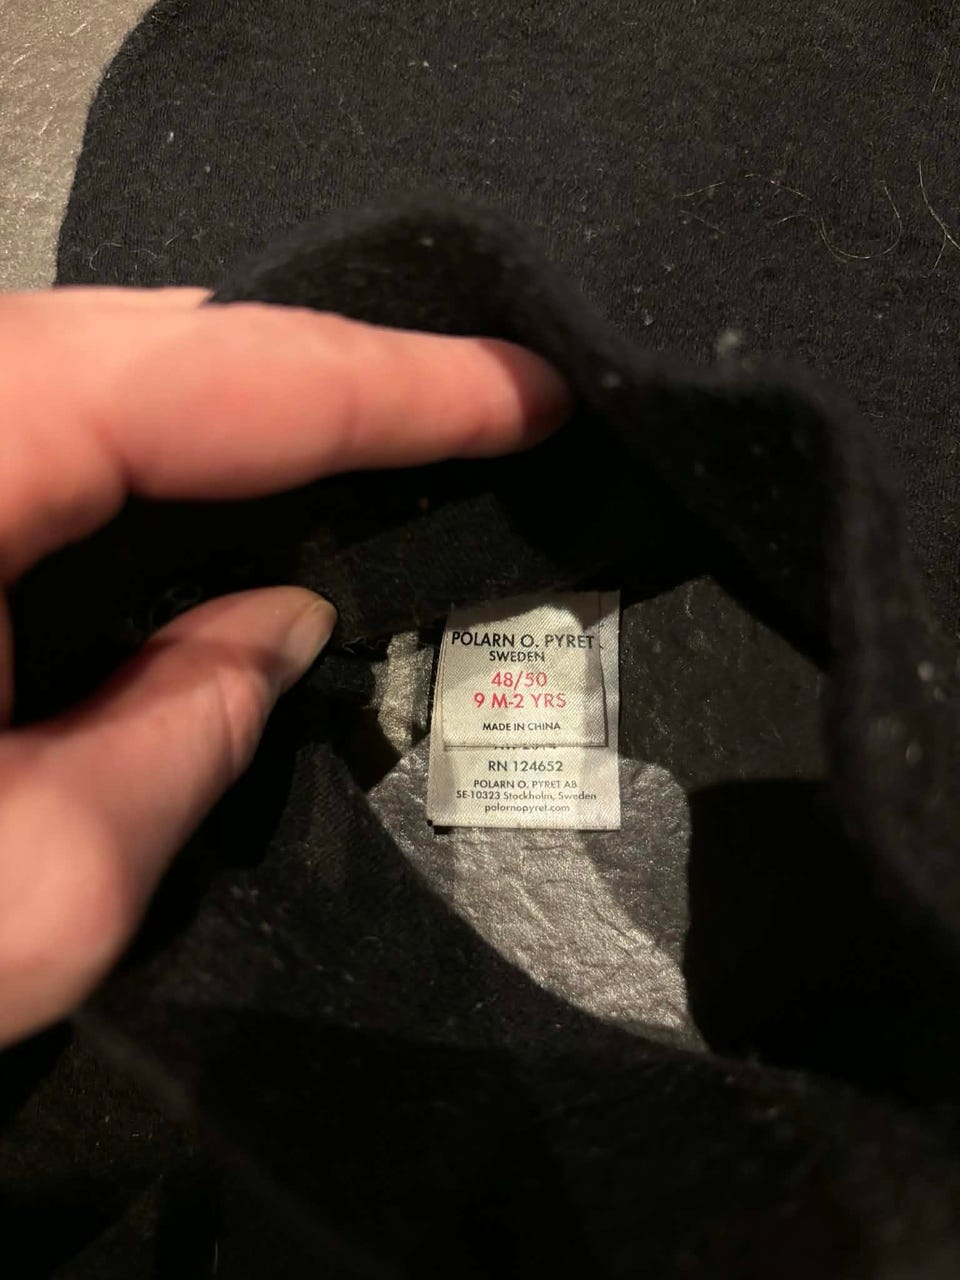 POLARN O. PYRET
SWEDEN
48/50
9 M-2 YRS
MADE IN CHINA
RN 124652
POLARN O. PYRET AB
SE-10323 Stockholm, Sweden
polarnopyret.com